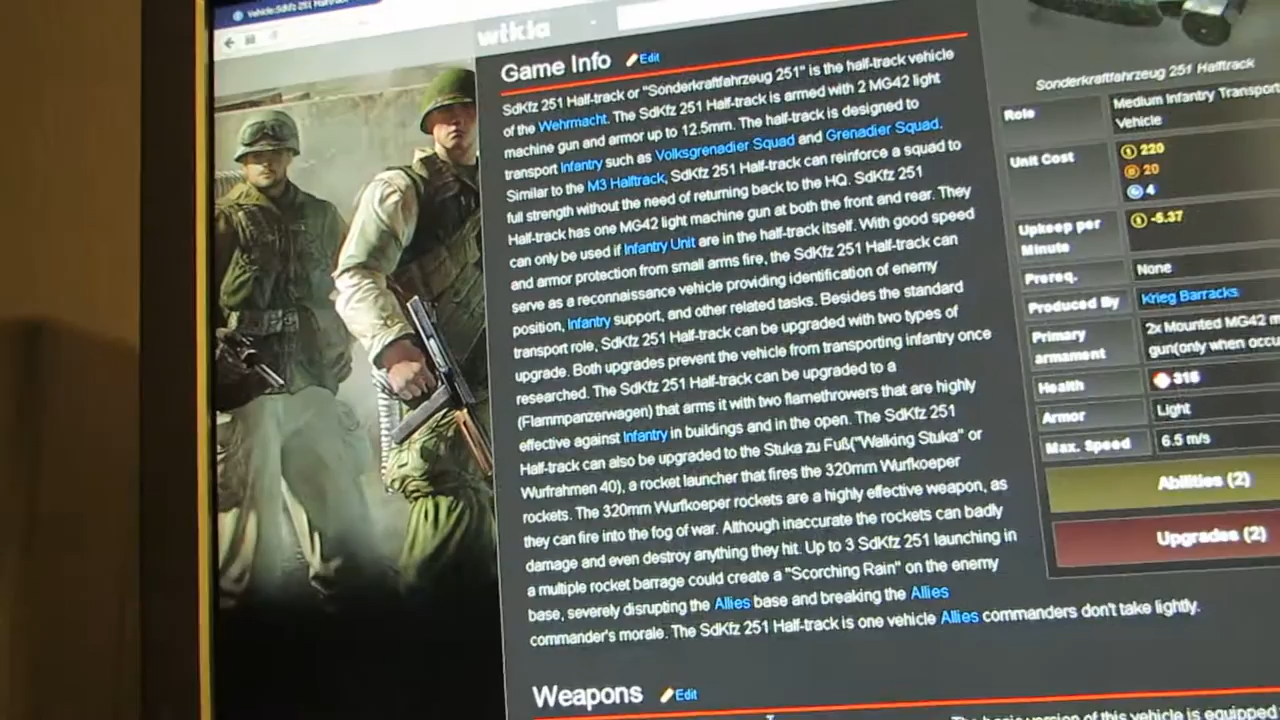 Vehicle:SdKfz 251 Halftrack
wikia
Game Info Edit
SdKfz 251 Half-track or "Sonderkraftfahrzeug 251" is the half-track vehicle
of the Wehrmacht. The SdKfz 251 Half-track is armed with 2 MG42 light
machine gun and armor up to 12.5mm. The half-track is designed to
transport Infantry such as Volksgrenadier Squad and Grenadier Squad.
Similar to the M3 Halftrack, SdKfz 251 Half-track can reinforce a squad to
full strength without the need of returning back to the HQ. SdKfz 251
Half-track has one MG42 light machine gun at both the front and rear. They
can only be used if Infantry Unit are in the half-track itself. With good speed
and armor protection from small arms fire, the SdKfz 251 Half-track can
serve as a reconnaissance vehicle providing identification of enemy
position, Infantry support, and other related tasks. Besides the standard
transport role, SdKfz 251 Half-track can be upgraded with two types of
upgrade. Both upgrades prevent the vehicle from transporting infantry once
researched. The SdKfz 251 Half-track can be upgraded to a
(Flammpanzerwagen) that arms it with two flamethrowers that are highly
effective against Infantry in buildings and in the open. The SdKfz 251
Half-track can also be upgraded to the Stuka zu Fuß("Walking Stuka" or
Wurfrahmen 40), a rocket launcher that fires the 320mm Wurfkoeper
rockets. The 320mm Wurfkoeper rockets are a highly effective weapon, as
they can fire into the fog of war. Although inaccurate the rockets can badly
damage and even destroy anything they hit. Up to 3 SdKfz 251 launching in
a multiple rocket barrage could create a "Scorching Rain" on the enemy
base, severely disrupting the Allies base and breaking the Allies
commander's morale. The SdKfz 251 Half-track is one vehicle Allies commanders don't take lightly.
Weapons Edit
The basic version of this vehicle is equipped
Sonderkraftfahrzeug 251 Halftrack
Role Medium Infantry Transport
Vehicle
Unit Cost 220
20
4
Upkeep per
Minute -5.37
Prereq. None
Produced By Krieg Barracks
Primary
armament 2x Mounted MG42 m
gun(only when occu
Health 315
Armor Light
Max. Speed 6.5 m/s
Abilities (2)
Upgrades (2)